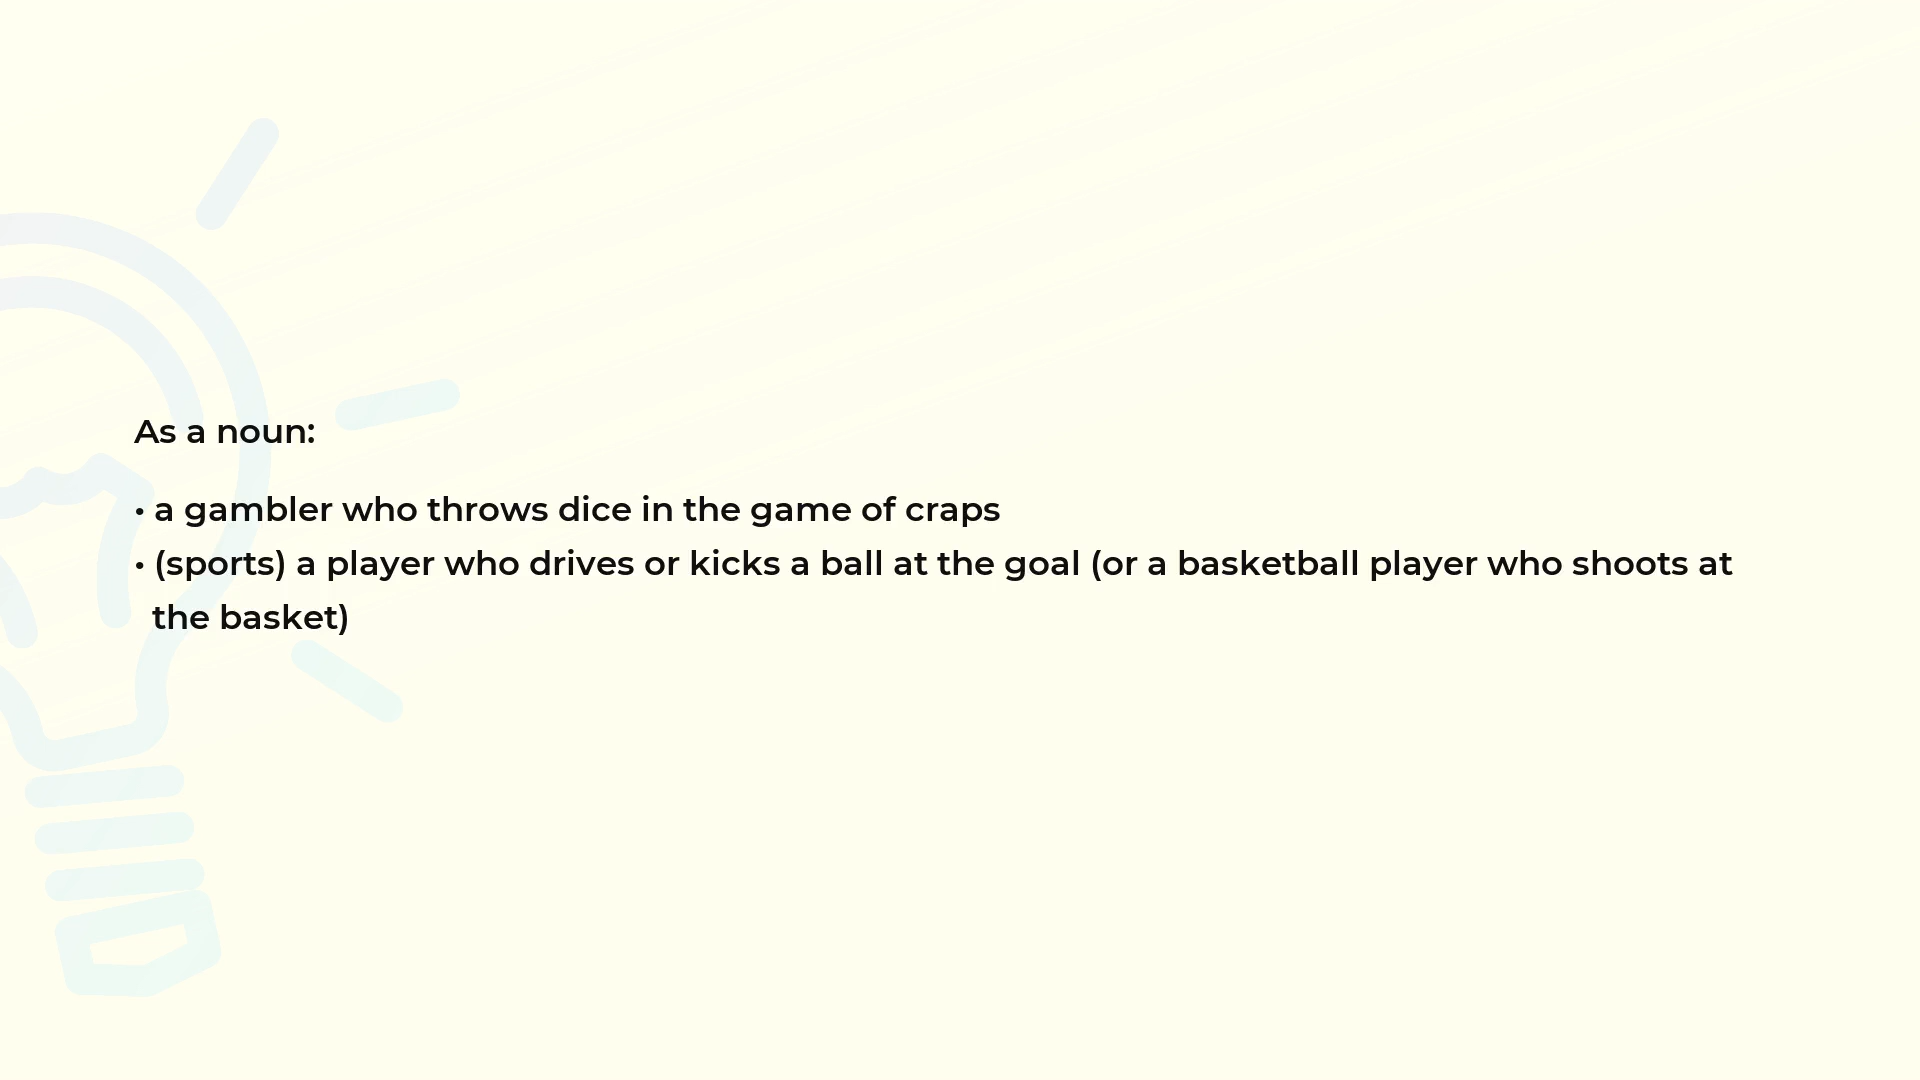 As a noun:
• a gambler who throws dice in the game of craps
• (sports) a player who drives or kicks a ball at the goal (or a basketball player who shoots at
the basket)